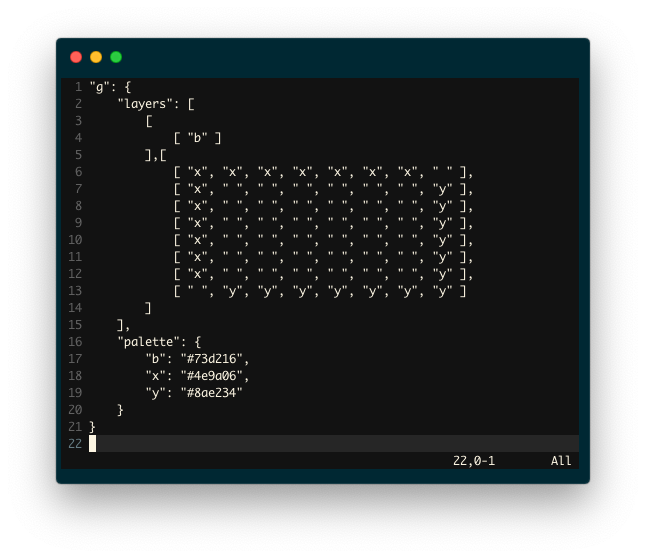 1 "g": {
2     "layers": [
3         [
4             [ "b" ]
5         ],[
6             [ "x", "x", "x", "x", "x", "x", "x", " " ],
7             [ "x", " ", " ", " ", " ", " ", " ", "y" ],
8             [ "x", " ", " ", " ", " ", " ", " ", "y" ],
9             [ "x", " ", " ", " ", " ", " ", " ", "y" ],
10             [ "x", " ", " ", " ", " ", " ", " ", "y" ],
11             [ "x", " ", " ", " ", " ", " ", " ", "y" ],
12             [ "x", " ", " ", " ", " ", " ", " ", "y" ],
13             [ " ", "y", "y", "y", "y", "y", "y", "y" ]
14         ]
15     ],
16     "palette": {
17         "b": "#73d216",
18         "x": "#4e9a06",
19         "y": "#8ae234"
20     }
21 }
22
22,0-1 All